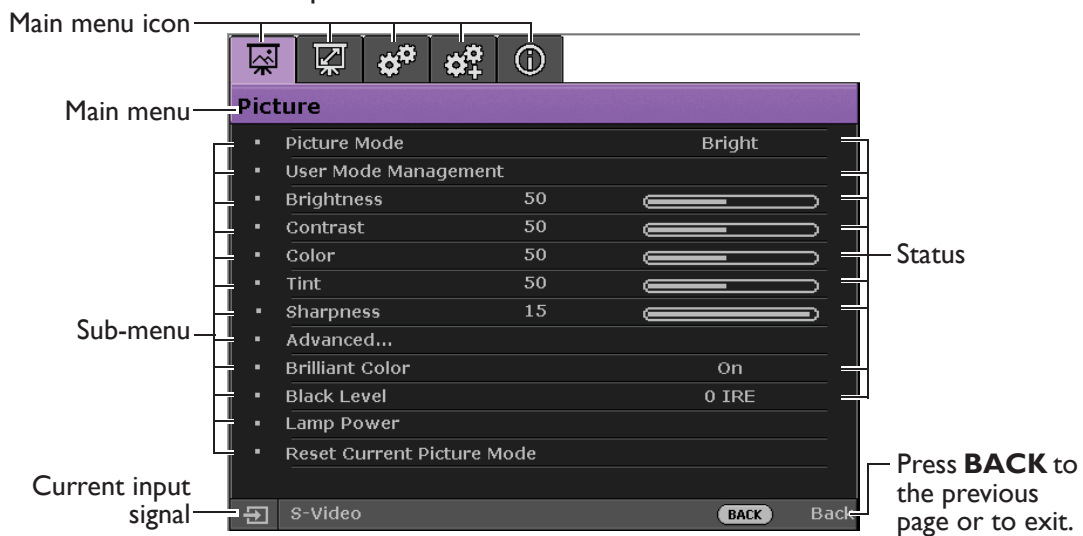 Main menu icon
Main menu
Picture
Picture Mode Bright
User Mode Management
Brightness 50
Contrast 50
Color 50
Tint 50
Sharpness 15
Advanced...
Brilliant Color On
Black Level 0 IRE
Lamp Power
Reset Current Picture Mode
Status
Sub-menu
Current input
signal
S-Video
BACK Back
Press BACK to
the previous
page or to exit.